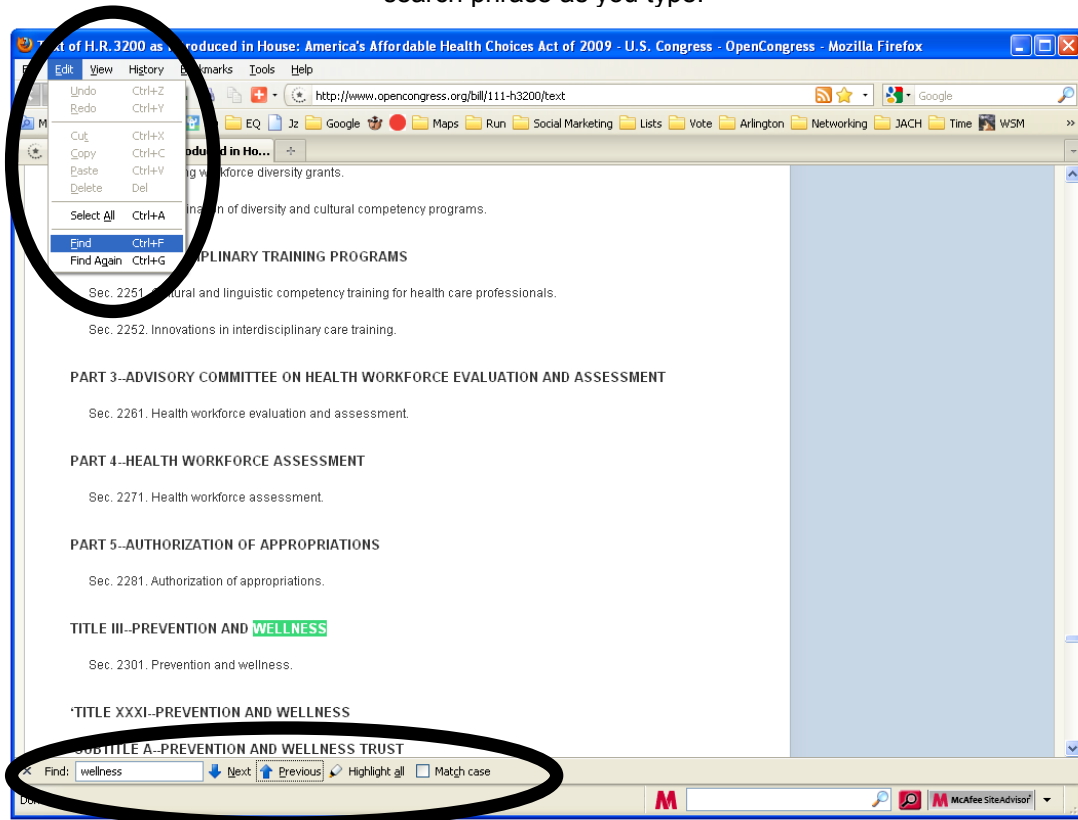 search phrase as you type.
t of H.R.3200 as roduced in House: America's Affordable Health Choices Act of 2009 - U.S. Congress - OpenCongress - Mozilla Firefox
Edit View History kmarks Tools Help
Undo Ctrl+Z
http://www.opencongress.org/bill/111-h3200/text
Google
Redo Ctrl+Y
M EQ Jz Google Maps Run Social Marketing Lists Vote Arlington Networking JACH Time WSM »
Cut Ctrl+X
Copy Ctrl+C
oduced in Ho...
Paste Ctrl+V
g workforce diversity grants.
Delete Del
Select All Ctrl+A
ination of diversity and cultural competency programs.
Find Ctrl+F
Find Again Ctrl+G
IPLINARY TRAINING PROGRAMS
Sec. 2251. Cultural and linguistic competency training for health care professionals.
Sec. 2252. Innovations in interdisciplinary care training.
PART 3--ADVISORY COMMITTEE ON HEALTH WORKFORCE EVALUATION AND ASSESSMENT
Sec. 2261. Health workforce evaluation and assessment.
PART 4--HEALTH WORKFORCE ASSESSMENT
Sec. 2271. Health workforce assessment.
PART 5--AUTHORIZATION OF APPROPRIATIONS
Sec. 2281. Authorization of appropriations.
TITLE III--PREVENTION AND WELLNESS
Sec. 2301. Prevention and wellness.
‘TITLE XXXI--PREVENTION AND WELLNESS
SUBTITLE A--PREVENTION AND WELLNESS TRUST
× Find: wellness Next Previous Highlight all Match case
M McAfee SiteAdvisor